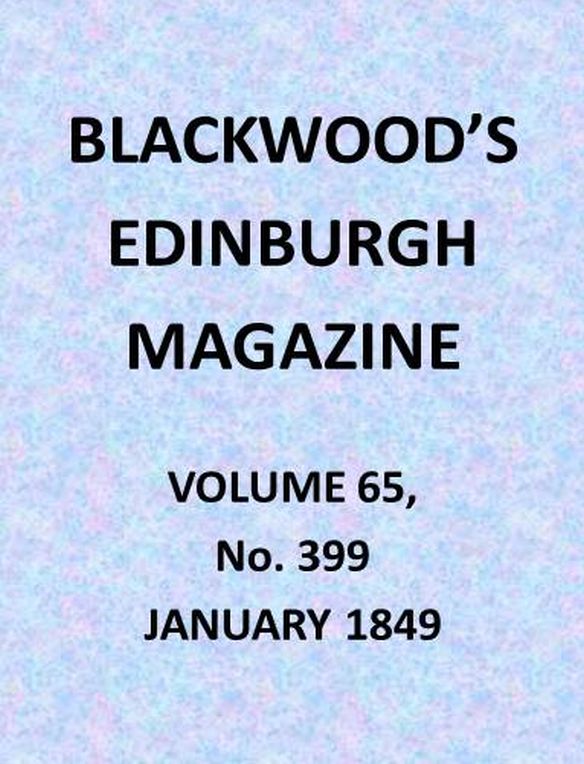 BLACKWOOD’S
EDINBURGH
MAGAZINE
VOLUME 65,
No. 399
JANUARY 1849